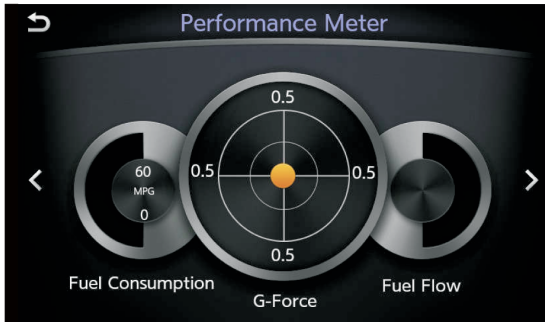 Performance Meter
0.5
60
0.5
0.5
MPG
0
0.5
Fuel Consumption
Fuel Flow
G-Force